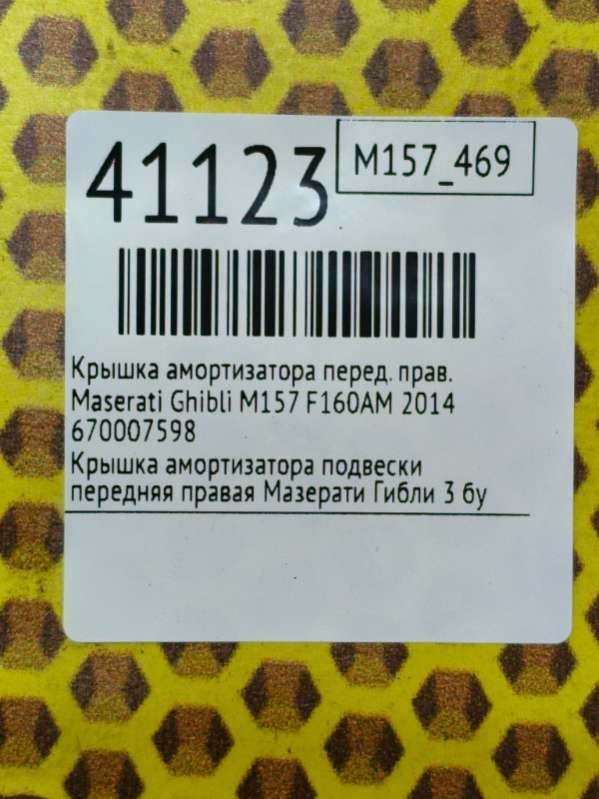 41123
M157_469
Крышка амортизатора перед. прав.
Maserati Ghibli M157 F160AM 2014
670007598
Крышка амортизатора подвески
передняя правая Мазерати Гибли 3 бу